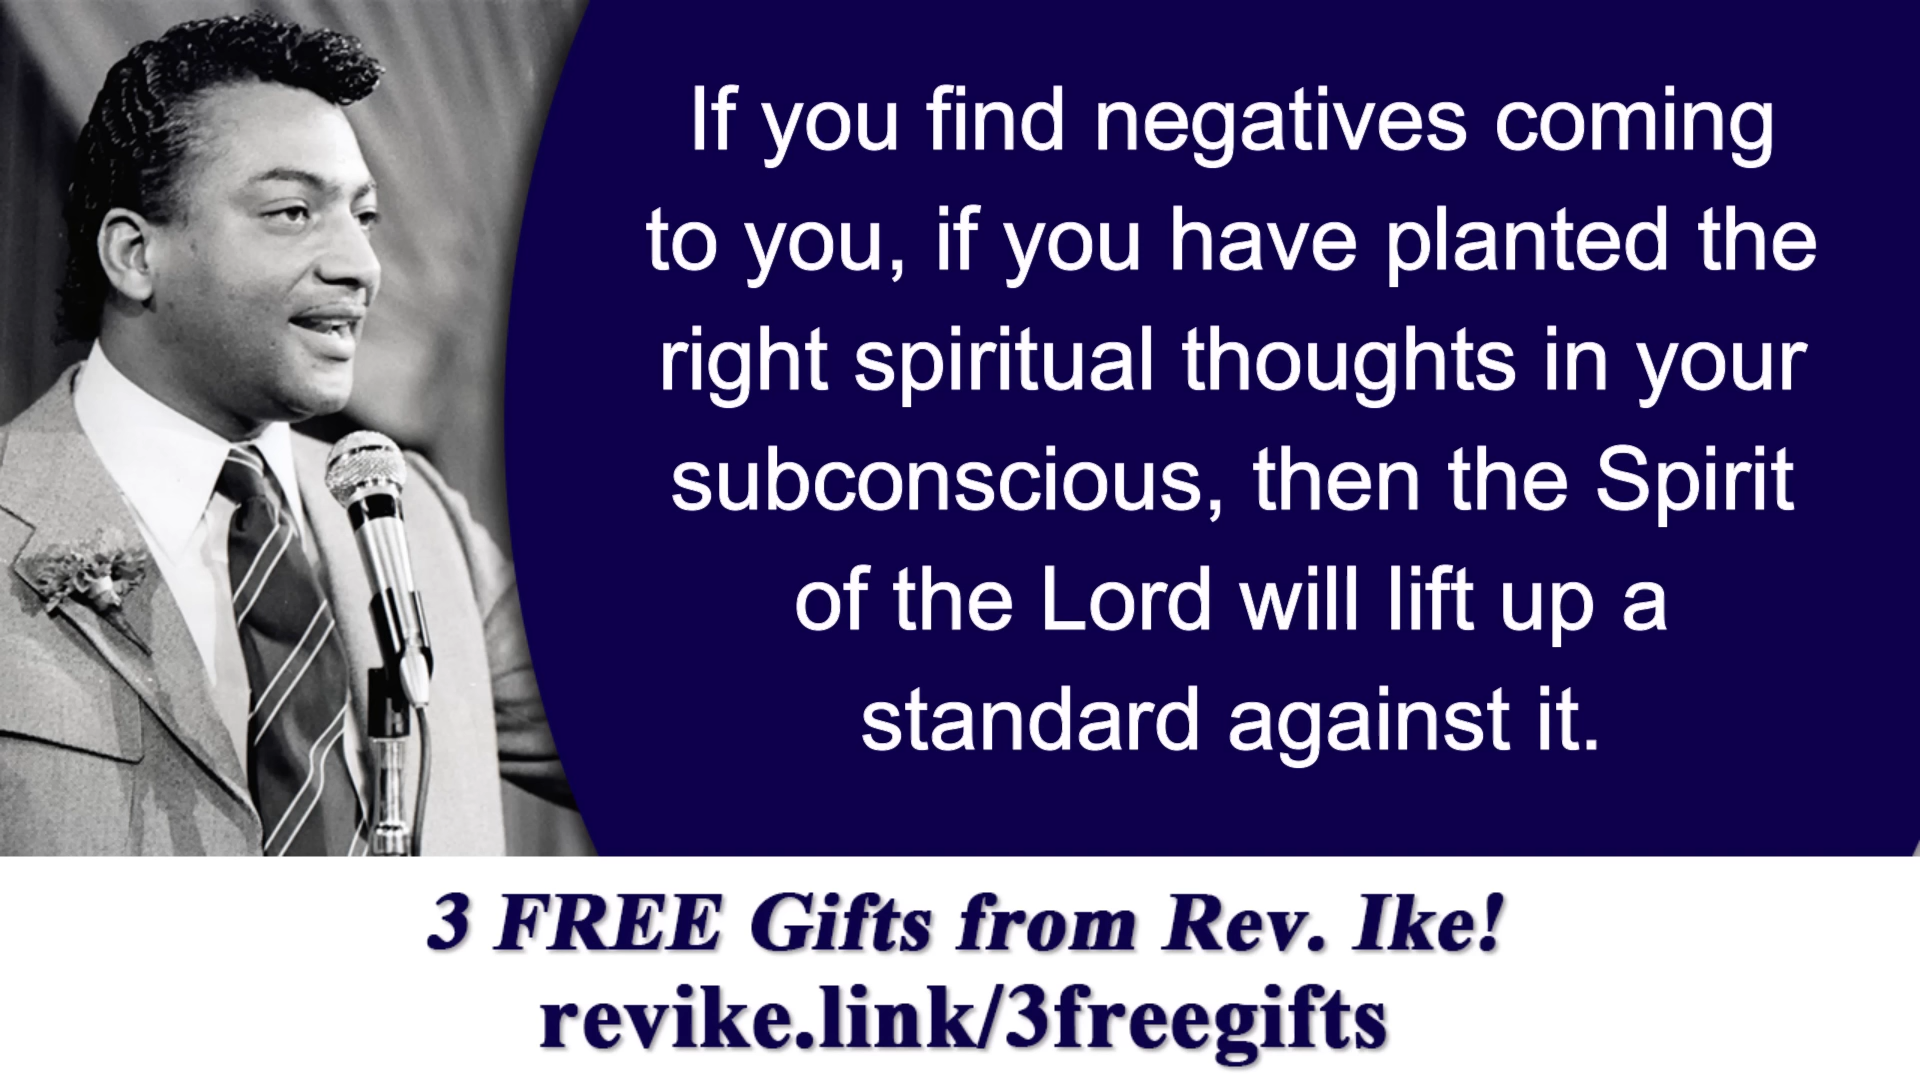 If you find negatives coming
to you, if you have planted the
right spiritual thoughts in your
subconscious, then the Spirit
of the Lord will lift up a
standard against it.
3 FREE Gifts from Rev. Ike!
revike.link/3freegifts